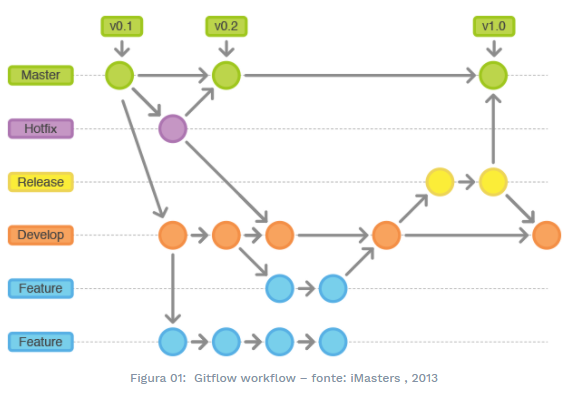 v0.1
v0.2
v1.0
Master
Hotfix
Release
Develop
Feature
Feature
Figura 01: Gitflow workflow – fonte: iMasters , 2013